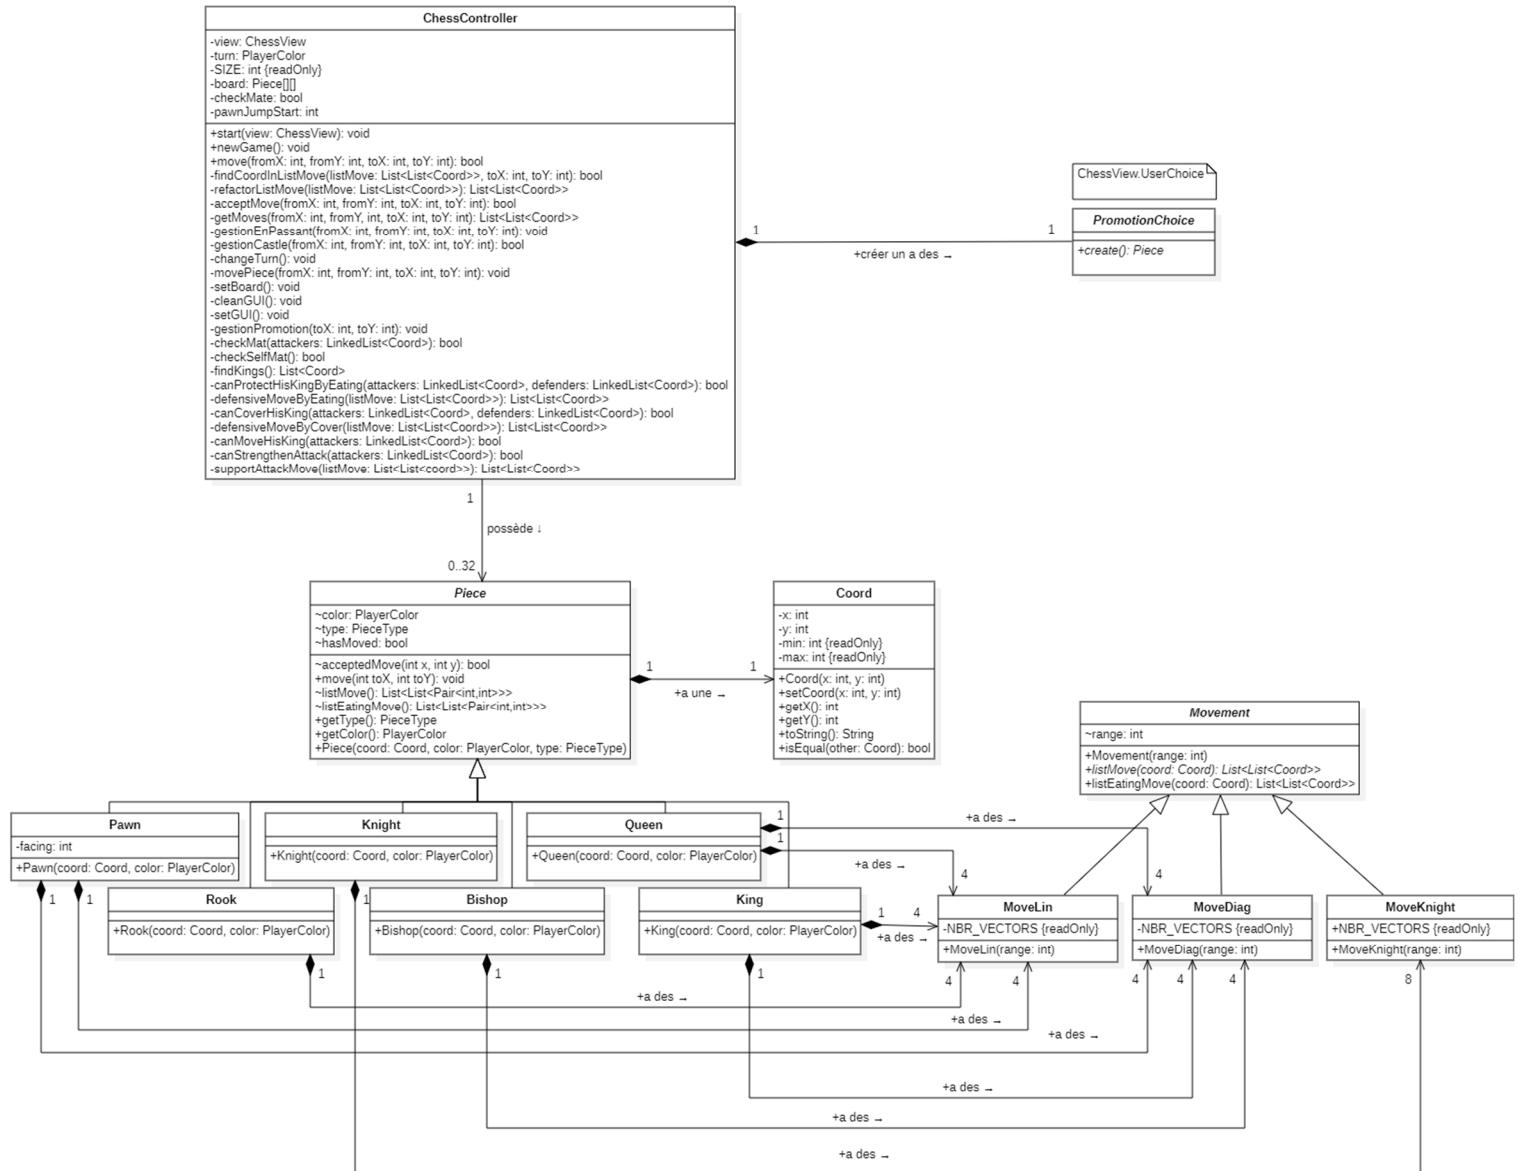 ChessController
-view: ChessView
-turn: PlayerColor
-SIZE: int {readOnly}
-board: Piece[][]
-checkMate: bool
-pawnJumpStart: int
+start(view: ChessView): void
+newGame(): void
+move(fromX: int, fromY: int, toX: int, toY: int): bool
-findCoordInListMove(listMove: List<List<Coord>>, toX: int, toY: int): bool
-refactorListMove(listMove: List<List<Coord>>): List<List<Coord>>
-acceptMove(fromX: int, fromY: int, toX: int, toY: int): bool
-getMoves(fromX: int, fromY, int, toX: int, toY: int): List<List<Coord>>
-gestionEnPassant(fromX: int, fromY: int, toX: int, toY: int): void
-gestionCastle(fromX: int, fromY: int, toX: int, toY: int): bool
-changeTurn(): void
-movePiece(fromX: int, fromY: int, toX: int, toY: int): void
-setBoard(): void
-cleanGUI(): void
-setGUI(): void
-gestionPromotion(toX: int, toY: int): void
-checkMat(attackers: LinkedList<Coord>): bool
-checkSelfMat(): bool
-findKings(): List<Coord>
-canProtectHisKingByEating(attackers: LinkedList<Coord>, defenders: LinkedList<Coord>): bool
-defensiveMoveByEating(listMove: List<List<Coord>>): List<List<Coord>>
-canCoverHisKing(attackers: LinkedList<Coord>, defenders: LinkedList<Coord>): bool
-defensiveMoveByCover(listMove: List<List<Coord>>): List<List<Coord>>
-canMoveHisKing(attackers: LinkedList<Coord>): bool
-canStrengthenAttack(attackers: LinkedList<Coord>): bool
-supportAttackMove(listMove: List<List<coord>>): List<List<Coord>>
ChessView.UserChoice
PromotionChoice
+create(): Piece
1
1
+créer un a des →
1
possède ↓
0..32
Piece
~color: PlayerColor
~type: PieceType
~hasMoved: bool
~acceptedMove(int x, int y): bool
+move(int toX, int toY): void
~listMove(): List<List<Pair<int,int>>>
~listEatingMove(): List<List<Pair<int,int>>>
+getType(): PieceType
+getColor(): PlayerColor
+Piece(coord: Coord, color: PlayerColor, type: PieceType)
1
1
+a une →
Coord
-x: int
-y: int
-min: int {readOnly}
-max: int {readOnly}
+Coord(x: int, y: int)
+setCoord(x: int, y: int)
+getX(): int
+getY(): int
+toString(): String
+isEqual(other: Coord): bool
Movement
~range: int
+Movement(range: int)
+listMove(coord: Coord): List<List<Coord>>
+listEatingMove(coord: Coord): List<List<Coord>>
Pawn
-facing: int
+Pawn(coord: Coord, color: PlayerColor)
Knight
+Knight(coord: Coord, color: PlayerColor)
Queen
+Queen(coord: Coord, color: PlayerColor)
1
+a des →
1
+a des →
4
4
1
1
1
Rook
+Rook(coord: Coord, color: PlayerColor)
Bishop
+Bishop(coord: Coord, color: PlayerColor)
King
+King(coord: Coord, color: PlayerColor)
1
4
+a des →
MoveLin
-NBR_VECTORS {readOnly}
+MoveLin(range: int)
MoveDiag
-NBR_VECTORS {readOnly}
+MoveDiag(range: int)
MoveKnight
+NBR_VECTORS {readOnly}
+MoveKnight(range: int)
1
1
1
4
4
4
4
4
8
+a des →
+a des →
+a des →
+a des →
+a des →
+a des →